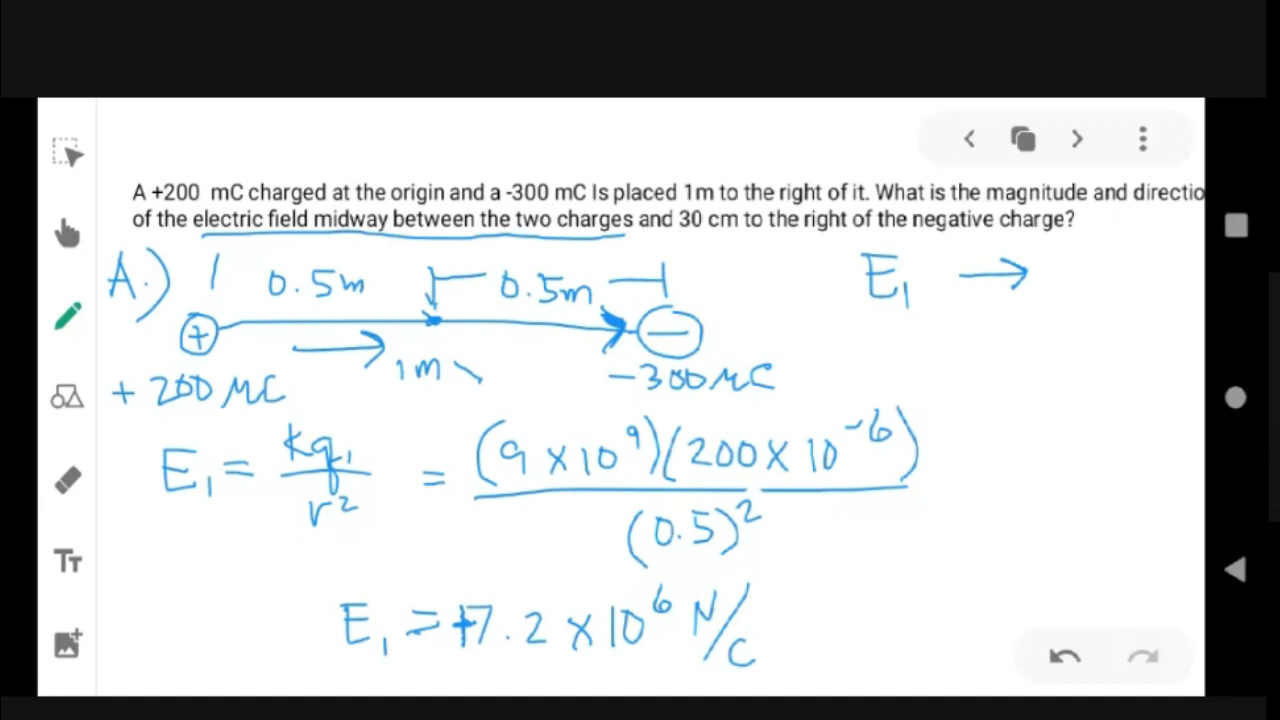 A +200 mC charged at the origin and a -300 mC Is placed 1m to the right of it. What is the magnitude and directio
of the electric field midway between the two charges and 30 cm to the right of the negative charge?
A.) 0.5m 0.5m E₁ →
+ −
1m
+200 MC −300 MC
E₁ = kq₁/r² = (9 × 10⁹)(200 × 10⁻⁶)/(0.5)²
E₁ = +7.2 × 10⁶ N/C
Tт